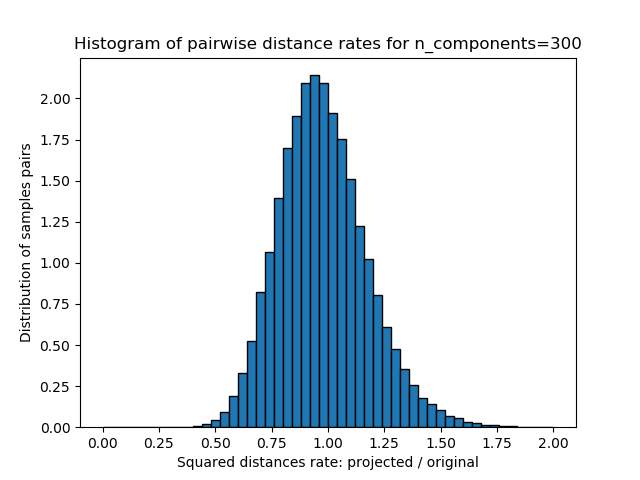 Histogram of pairwise distance rates for n_components=300
2.00
1.75
1.50
1.25
1.00
0.75
0.50
0.25
0.00
Distribution of samples pairs
0.00 0.25 0.50 0.75 1.00 1.25 1.50 1.75 2.00
Squared distances rate: projected / original